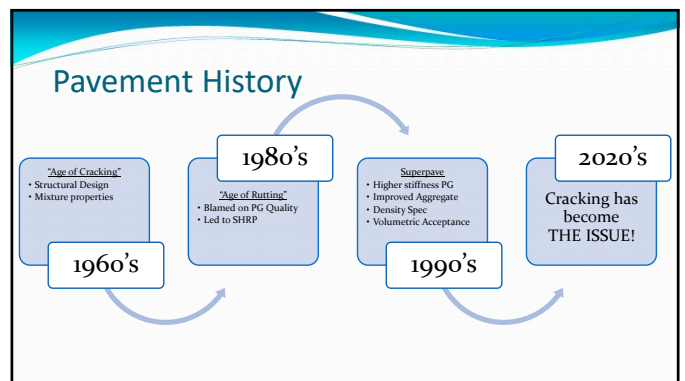 Pavement History
"Age of Cracking"
• Structural Design
• Mixture properties
1960's
1980's
"Age of Rutting"
• Blamed on PG Quality
• Led to SHRP
Superpave
• Higher stiffness PG
• Improved Aggregate
• Density Spec
• Volumetric Acceptance
1990's
2020's
Cracking has
become
THE ISSUE!